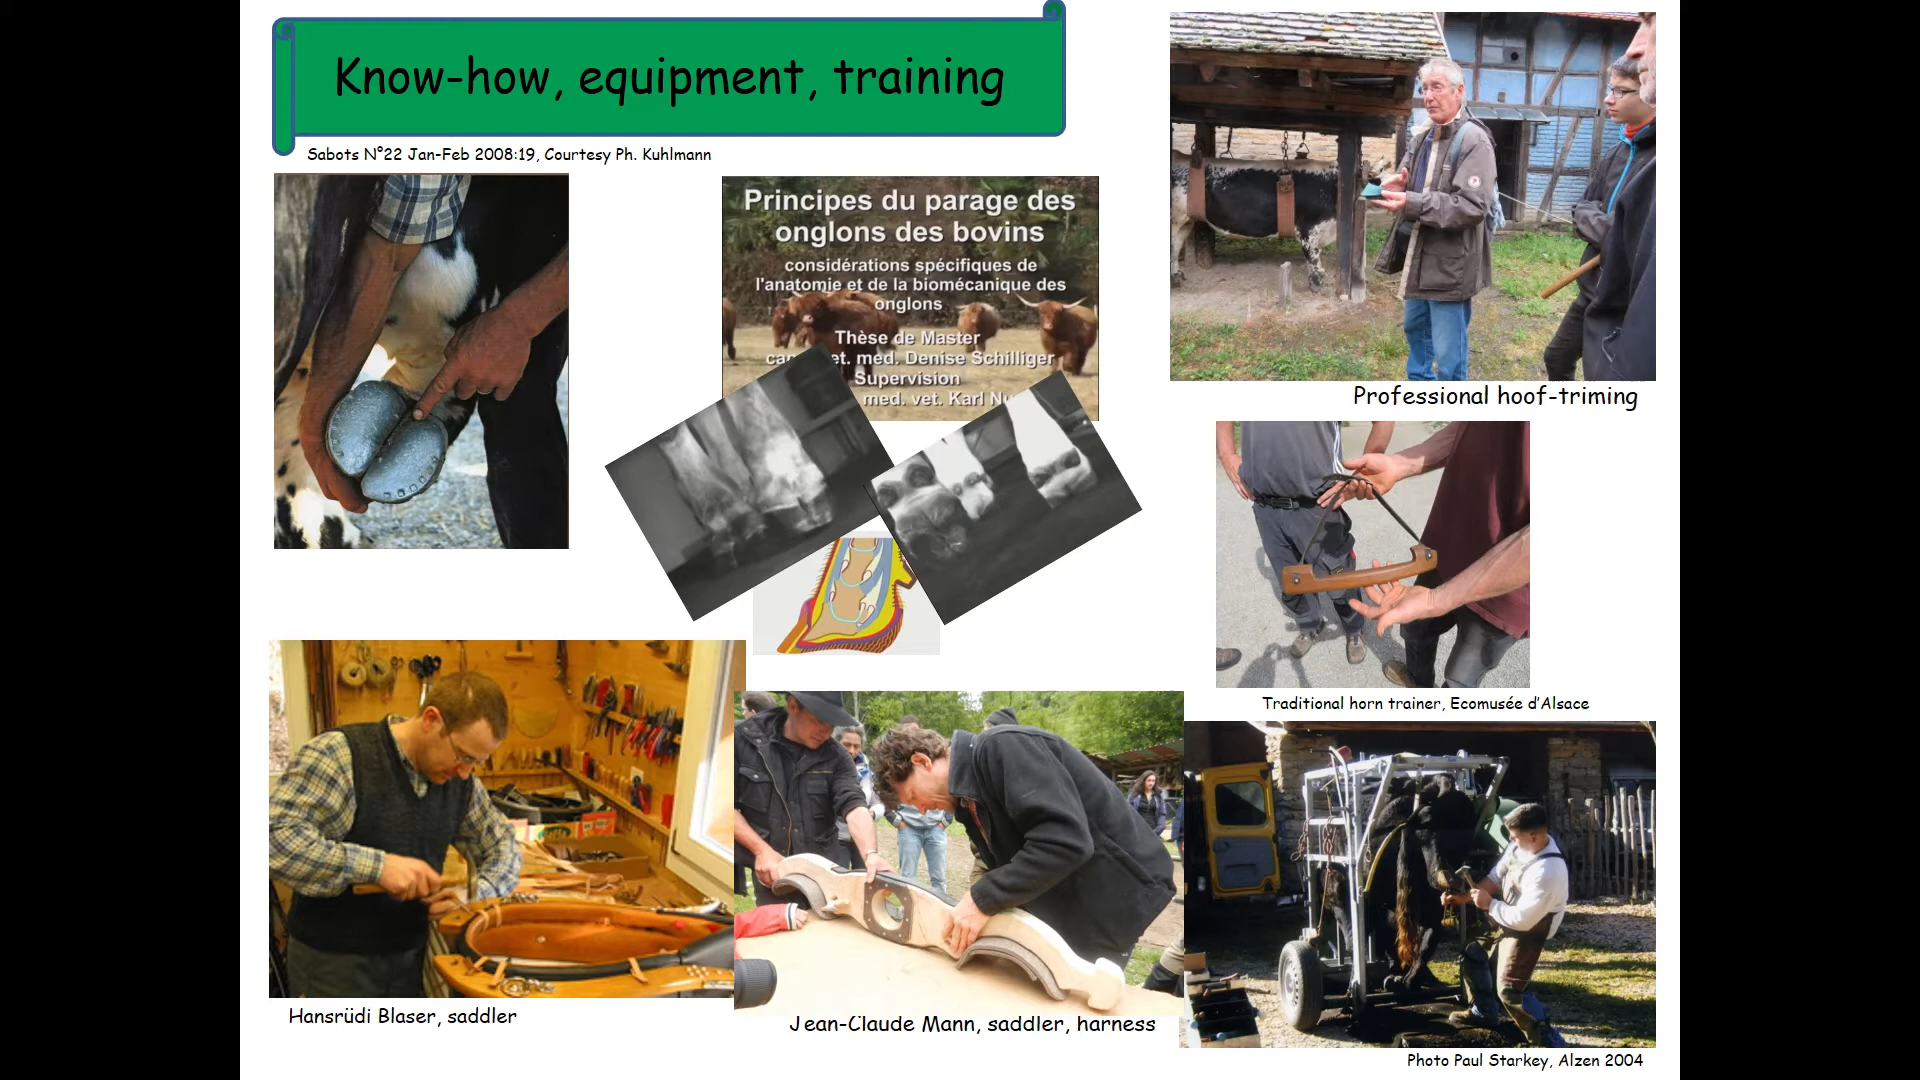 Know-how, equipment, training
Sabots N°22 Jan-Feb 2008:19, Courtesy Ph. Kuhlmann
Principes du parage des
onglons des bovins
considérations spécifiques de
l'anatomie et de la biomécanique des
onglons
Thèse de Master
et. med. Denise Schilliger
Supervision
med. vet. Karl
Professional hoof-triming
Traditional horn trainer, Ecomusée d'Alsace
Hansrüdi Blaser, saddler
Jean-Claude Mann, saddler, harness
Photo Paul Starkey, Alzen 2004